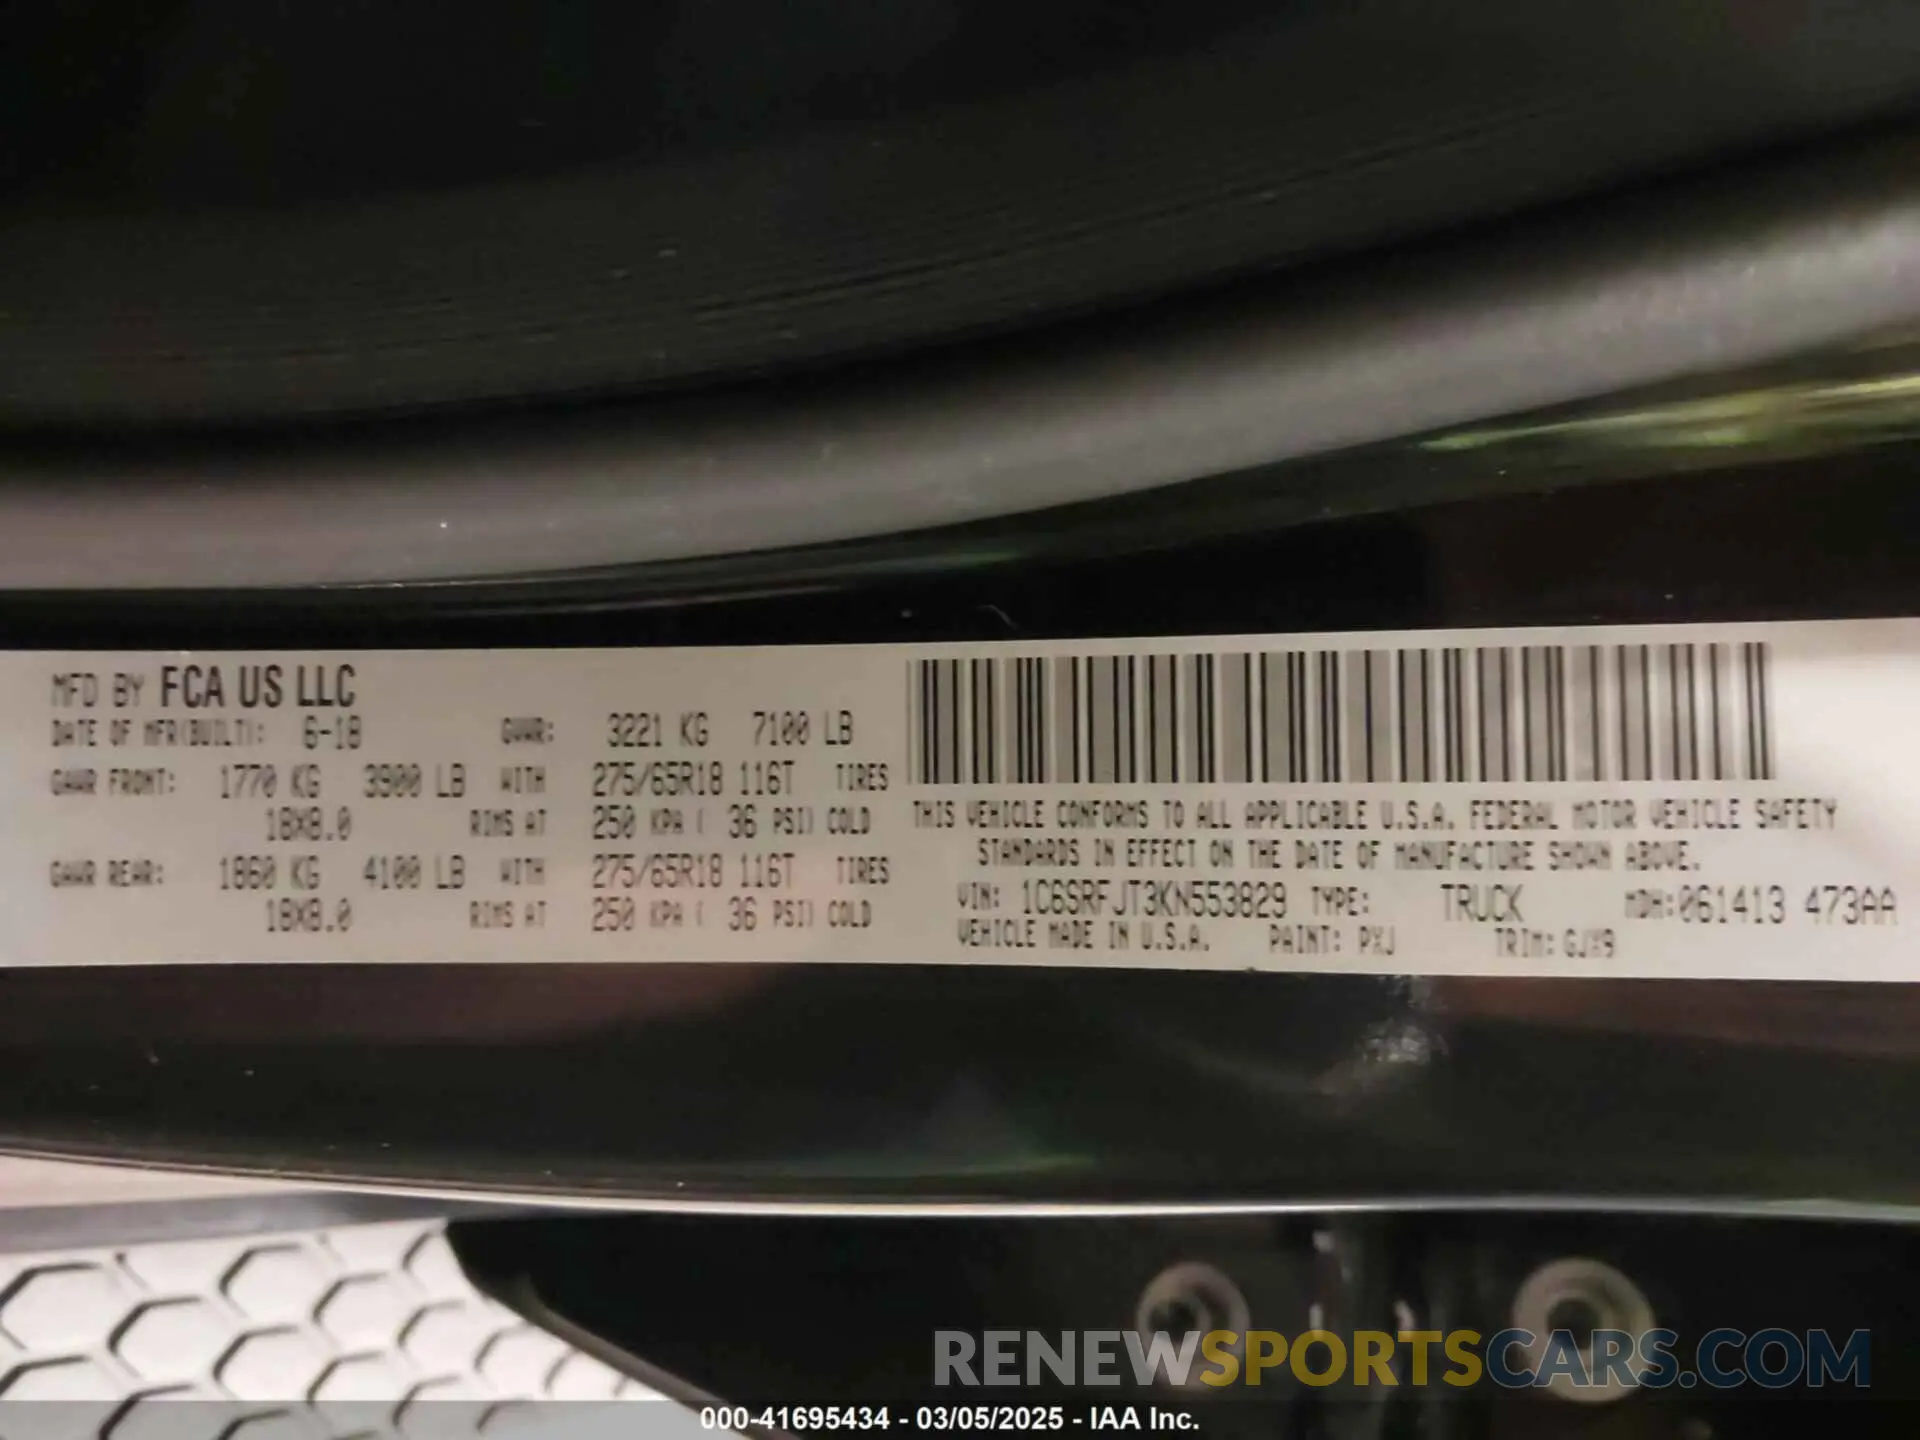 MFD BY FCA US LLC
DATE OF MFR(BUILT): 6-18 GVWR: 3221 KG 7100 LB
GAWR FRONT: 1770 KG 3900 LB WITH 275/65R18 116T TIRES
18X8.0 RIMS AT 250 KPA ( 36 PSI) COLD
GAWR REAR: 1860 KG 4100 LB WITH 275/65R18 116T TIRES
18X8.0 RIMS AT 250 KPA ( 36 PSI) COLD
THIS VEHICLE CONFORMS TO ALL APPLICABLE U.S.A. FEDERAL MOTOR VEHICLE SAFETY
STANDARDS IN EFFECT ON THE DATE OF MANUFACTURE SHOWN ABOVE.
VIN: 1C6SRFJT3KN553829 TYPE: TRUCK MDH:061413 473AA
VEHICLE MADE IN U.S.A. PAINT: PXJ TRIM: GJX9
RENEWSPORTSCARS.COM
000-41695434 - 03/05/2025 - IAA Inc.